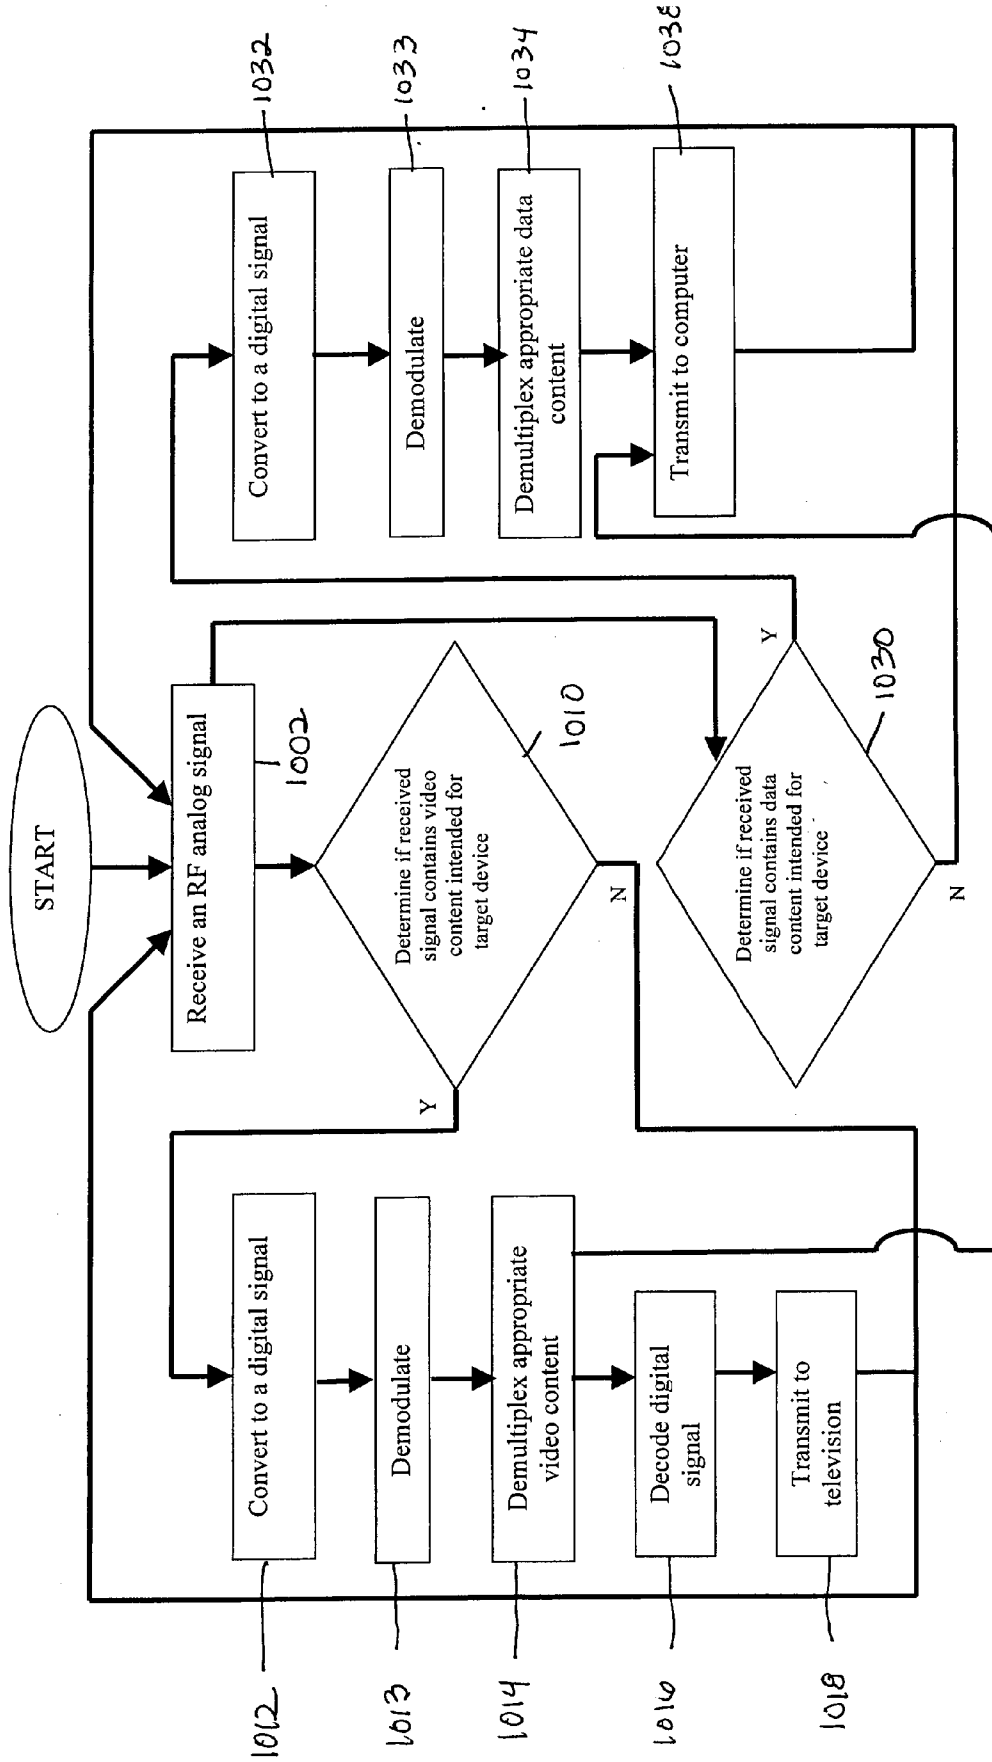 START
Receive an RF analog signal
1002
Determine if received
signal contains video
content intended for
target device
1010
Y
N
Convert to a digital signal
1012
Demodulate
1013
Demultiplex appropriate
video content
1014
Decode digital
signal
1016
Transmit to
television
1018
Determine if received
signal contains data
content intended for
target device
1030
Y
N
Convert to a digital signal
1032
Demodulate
1033
Demultiplex appropriate data
content
1034
Transmit to computer
1038